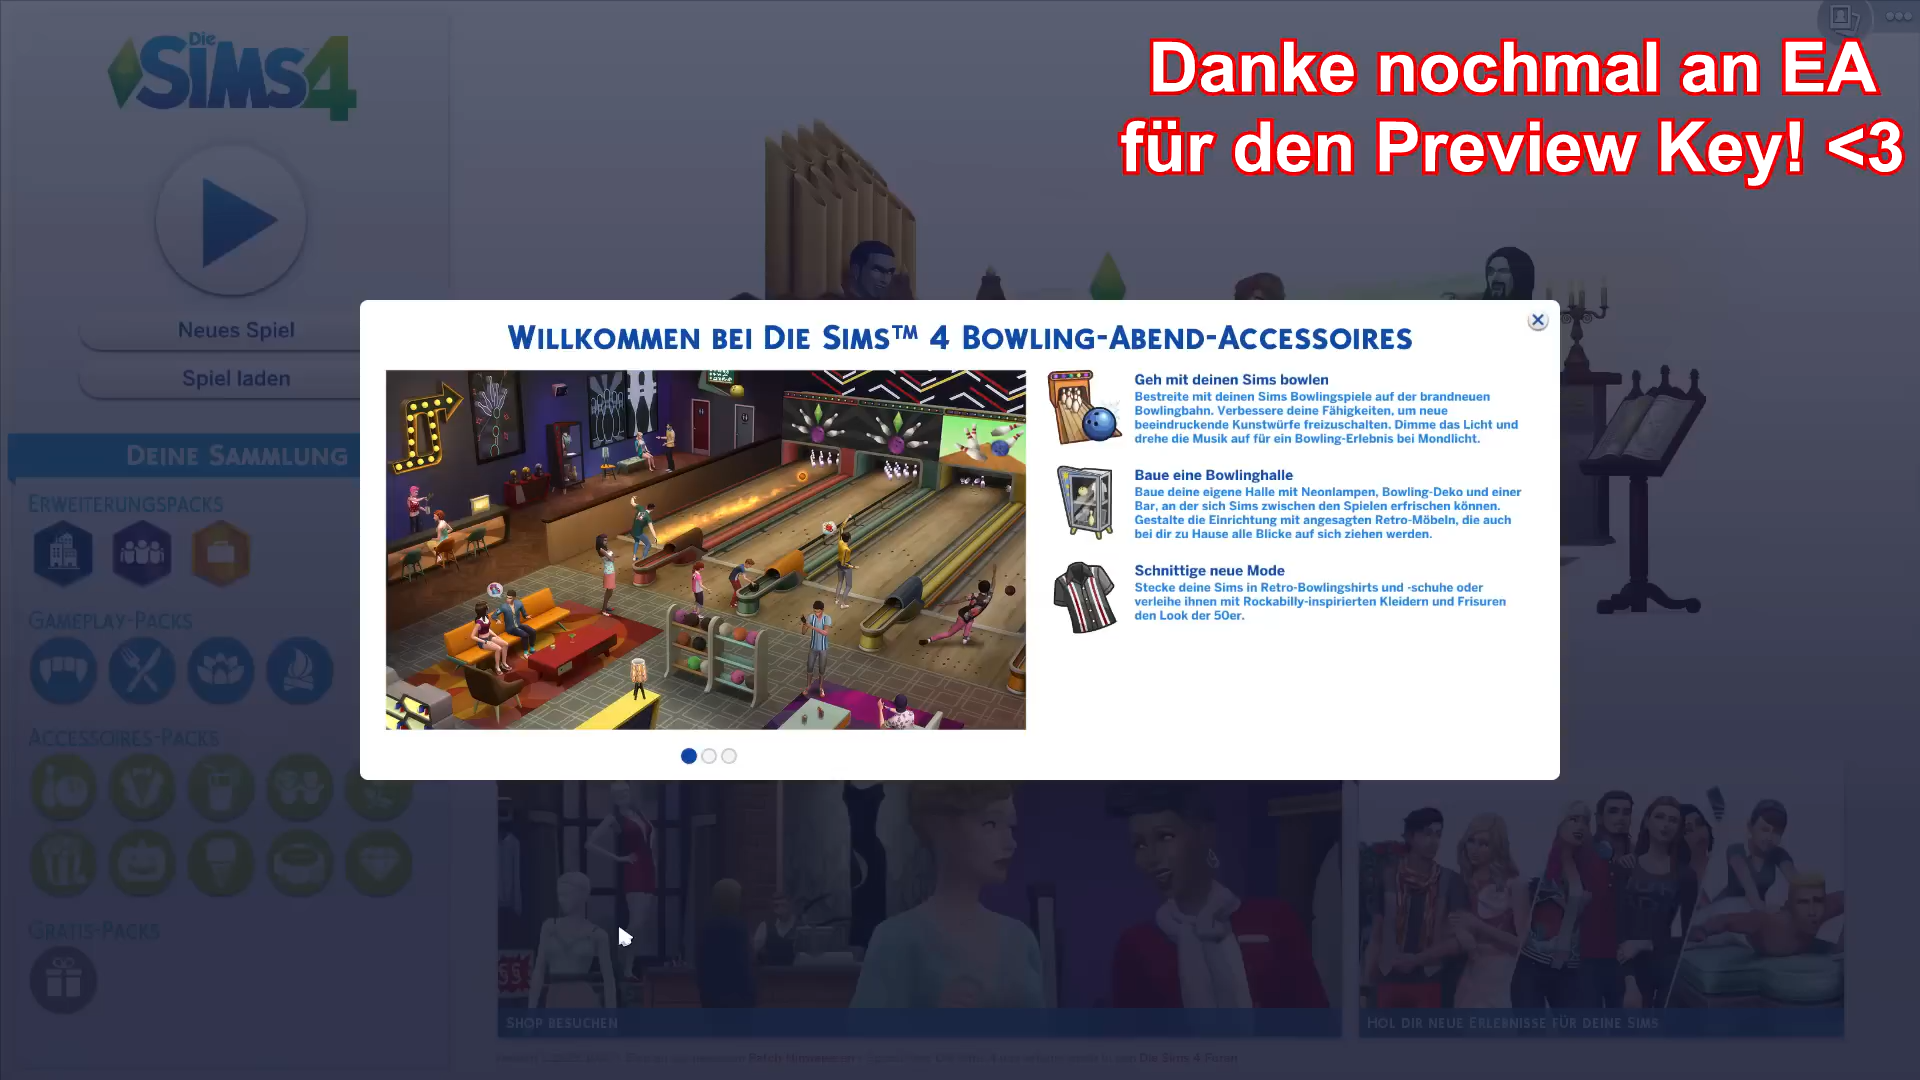 Die
SiMS 4
Danke nochmal an EA
für den Preview Key! <3
Neues Spiel
Spiel laden
Deine Sammlung
Erweiterungspacks
Gameplay-Packs
Accessoires-Packs
Gratis-Packs
Willkommen bei Die Sims™ 4 Bowling-Abend-Accessoires
Geh mit deinen Sims bowlen
Bestreite mit deinen Sims Bowlingspiele auf der brandneuen
Bowlingbahn. Verbessere deine Fähigkeiten, um neue
beeindruckende Kunstwürfe freizuschalten. Dimme das Licht und
drehe die Musik auf für ein Bowling-Erlebnis bei Mondlicht.
Baue eine Bowlinghalle
Baue deine eigene Halle mit Neonlampen, Bowling-Deko und einer
Bar, an der sich Sims zwischen den Spielen erfrischen können.
Gestalte die Einrichtung mit angesagten Retro-Möbeln, die auch
bei dir zu Hause alle Blicke auf sich ziehen werden.
Schnittige neue Mode
Stecke deine Sims in Retro-Bowlingshirts und -schuhe oder
verleihe ihnen mit Rockabilly-inspirierten Kleidern und Frisuren
den Look der 50er.
Shop besuchen
Hol dir neue Erlebnisse für deine Sims
Die Sims 4 Foren